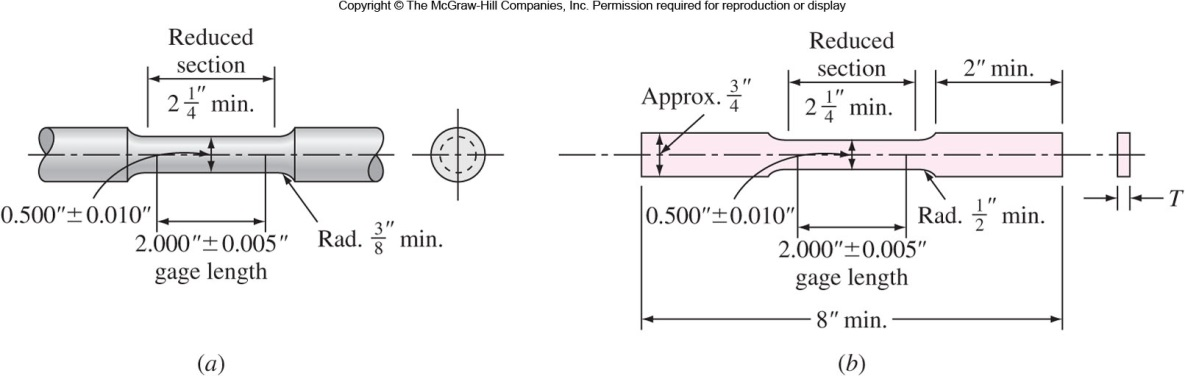 Copyright © The McGraw-Hill Companies, Inc. Permission required for reproduction or display
Reduced
section
2 1/4" min.
0.500"±0.010"
2.000"±0.005"
gage length
Rad. 3/8" min.
(a)
Reduced
section
2 1/4" min.
2" min.
Approx. 3/4"
0.500"±0.010"
2.000"±0.005"
gage length
Rad. 1/2" min.
T
8" min.
(b)